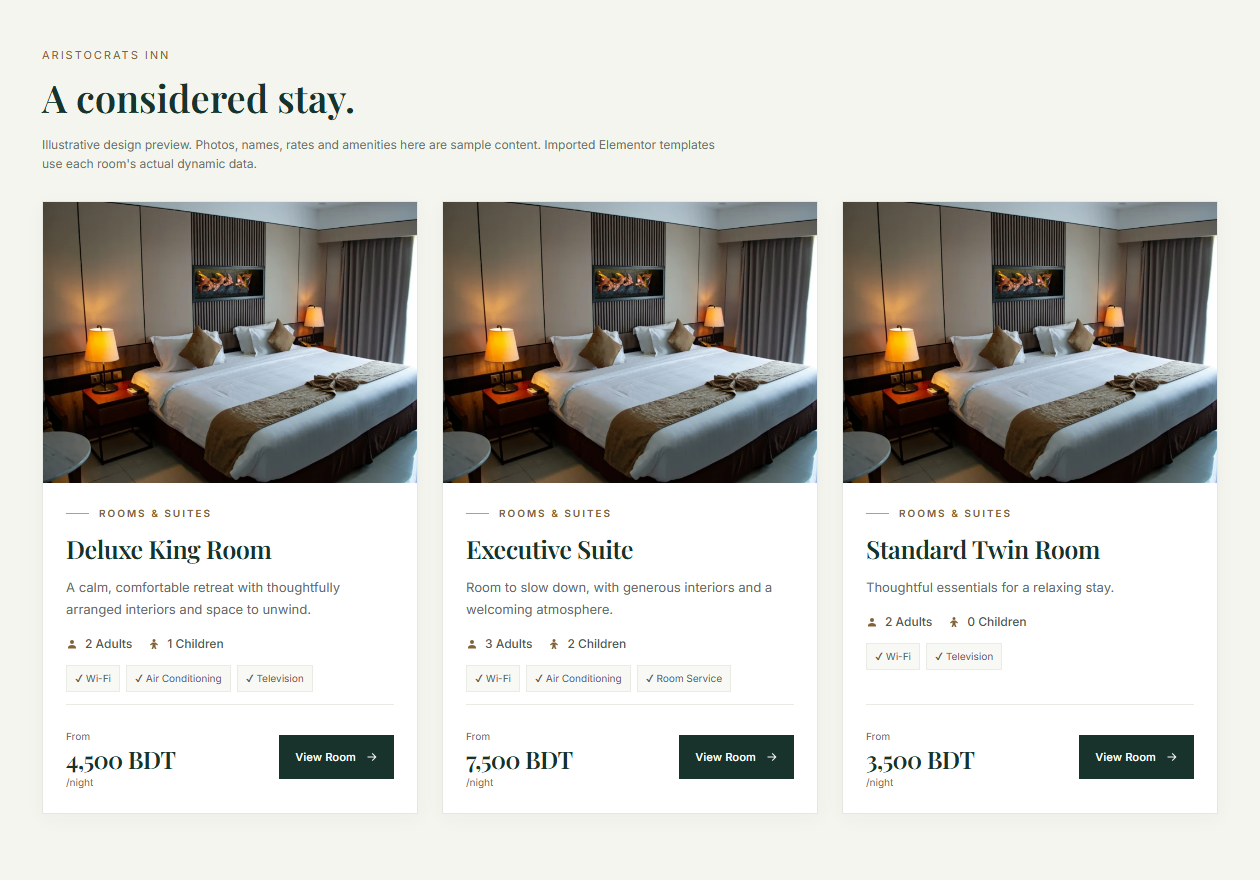 ARISTOCRATS INN
A considered stay.
Illustrative design preview. Photos, names, rates and amenities here are sample content. Imported Elementor templates
use each room's actual dynamic data.
ROOMS & SUITES
Deluxe King Room
A calm, comfortable retreat with thoughtfully
arranged interiors and space to unwind.
2 Adults 1 Children
✓ Wi-Fi ✓ Air Conditioning ✓ Television
From
4,500 BDT
/night
View Room →
ROOMS & SUITES
Executive Suite
Room to slow down, with generous interiors and a
welcoming atmosphere.
3 Adults 2 Children
✓ Wi-Fi ✓ Air Conditioning ✓ Room Service
From
7,500 BDT
/night
View Room →
ROOMS & SUITES
Standard Twin Room
Thoughtful essentials for a relaxing stay.
2 Adults 0 Children
✓ Wi-Fi ✓ Television
From
3,500 BDT
/night
View Room →